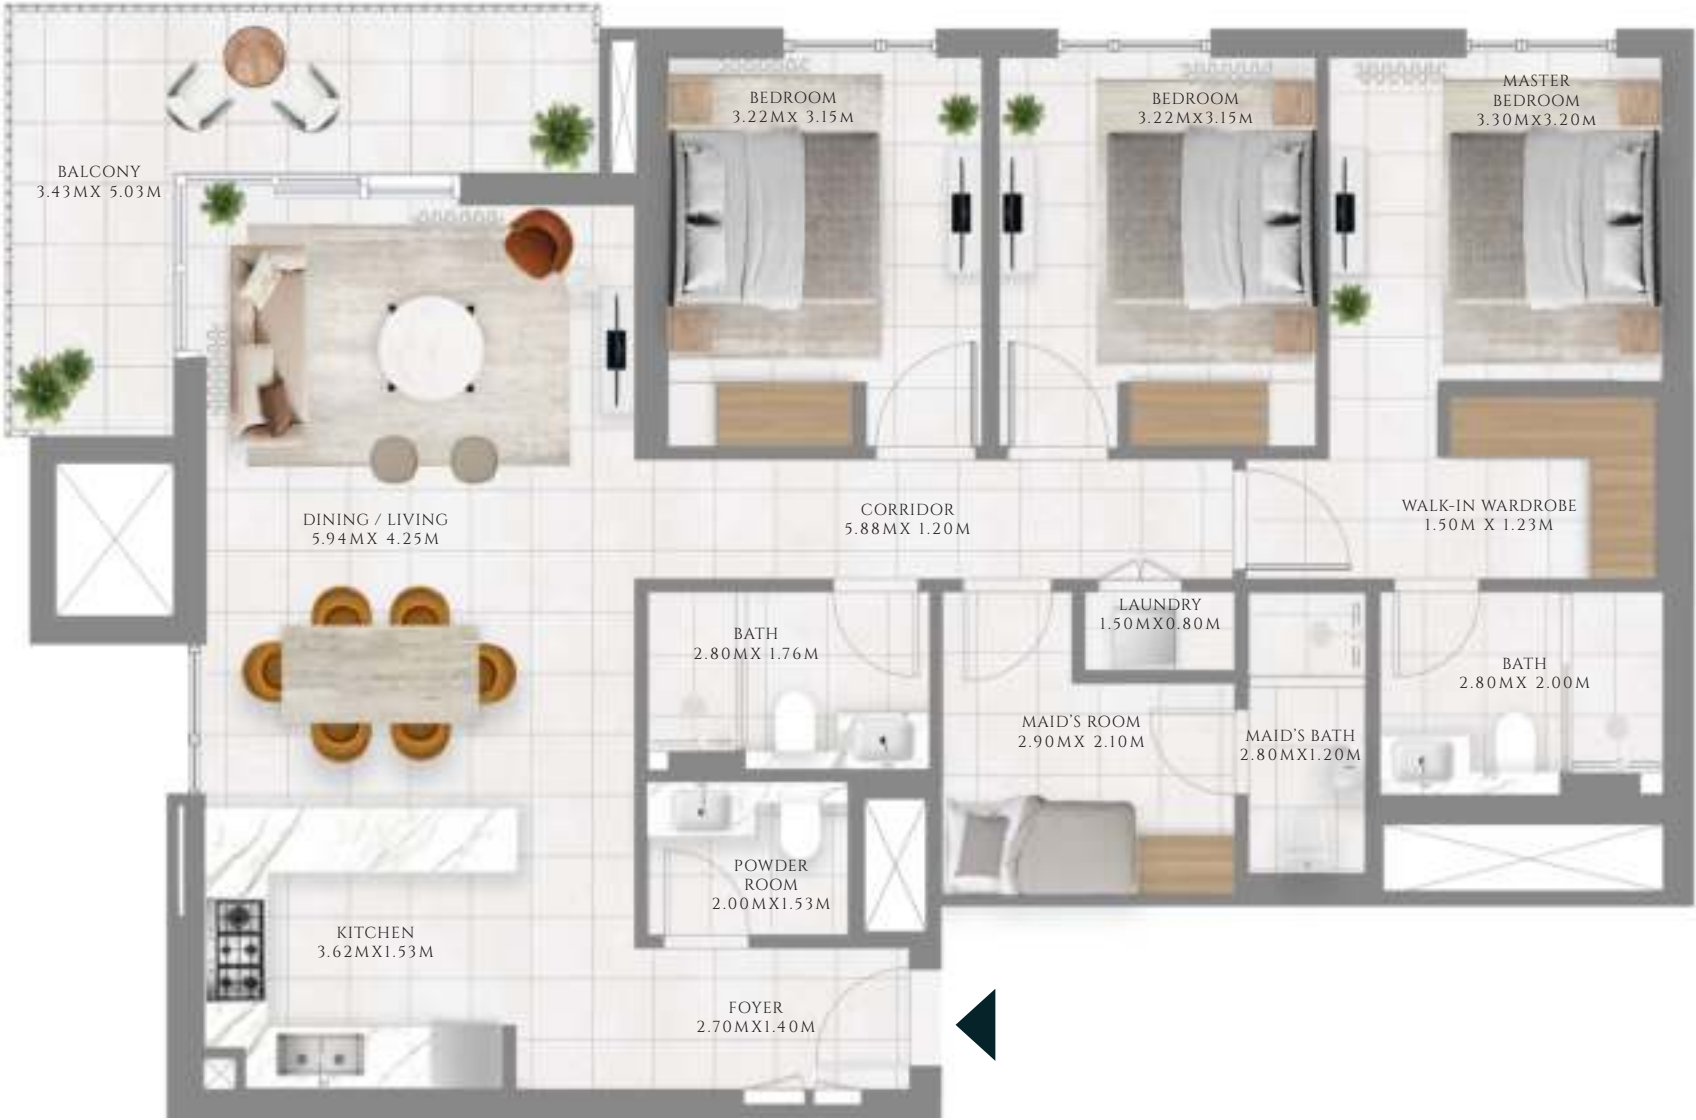 BEDROOM
3.22MX 3.15M
BEDROOM
3.22MX3.15M
MASTER
BEDROOM
3.30MX3.20M
BALCONY
3.43MX 5.03M
DINING / LIVING
5.94MX 4.25M
CORRIDOR
5.88MX 1.20M
WALK-IN WARDROBE
1.50M X 1.23M
LAUNDRY
1.50MX0.80M
BATH
2.80MX 1.76M
BATH
2.80MX 2.00M
MAID'S ROOM
2.90MX 2.10M
MAID'S BATH
2.80MX1.20M
POWDER
ROOM
2.00MX1.53M
KITCHEN
3.62MX1.53M
FOYER
2.70MX1.40M